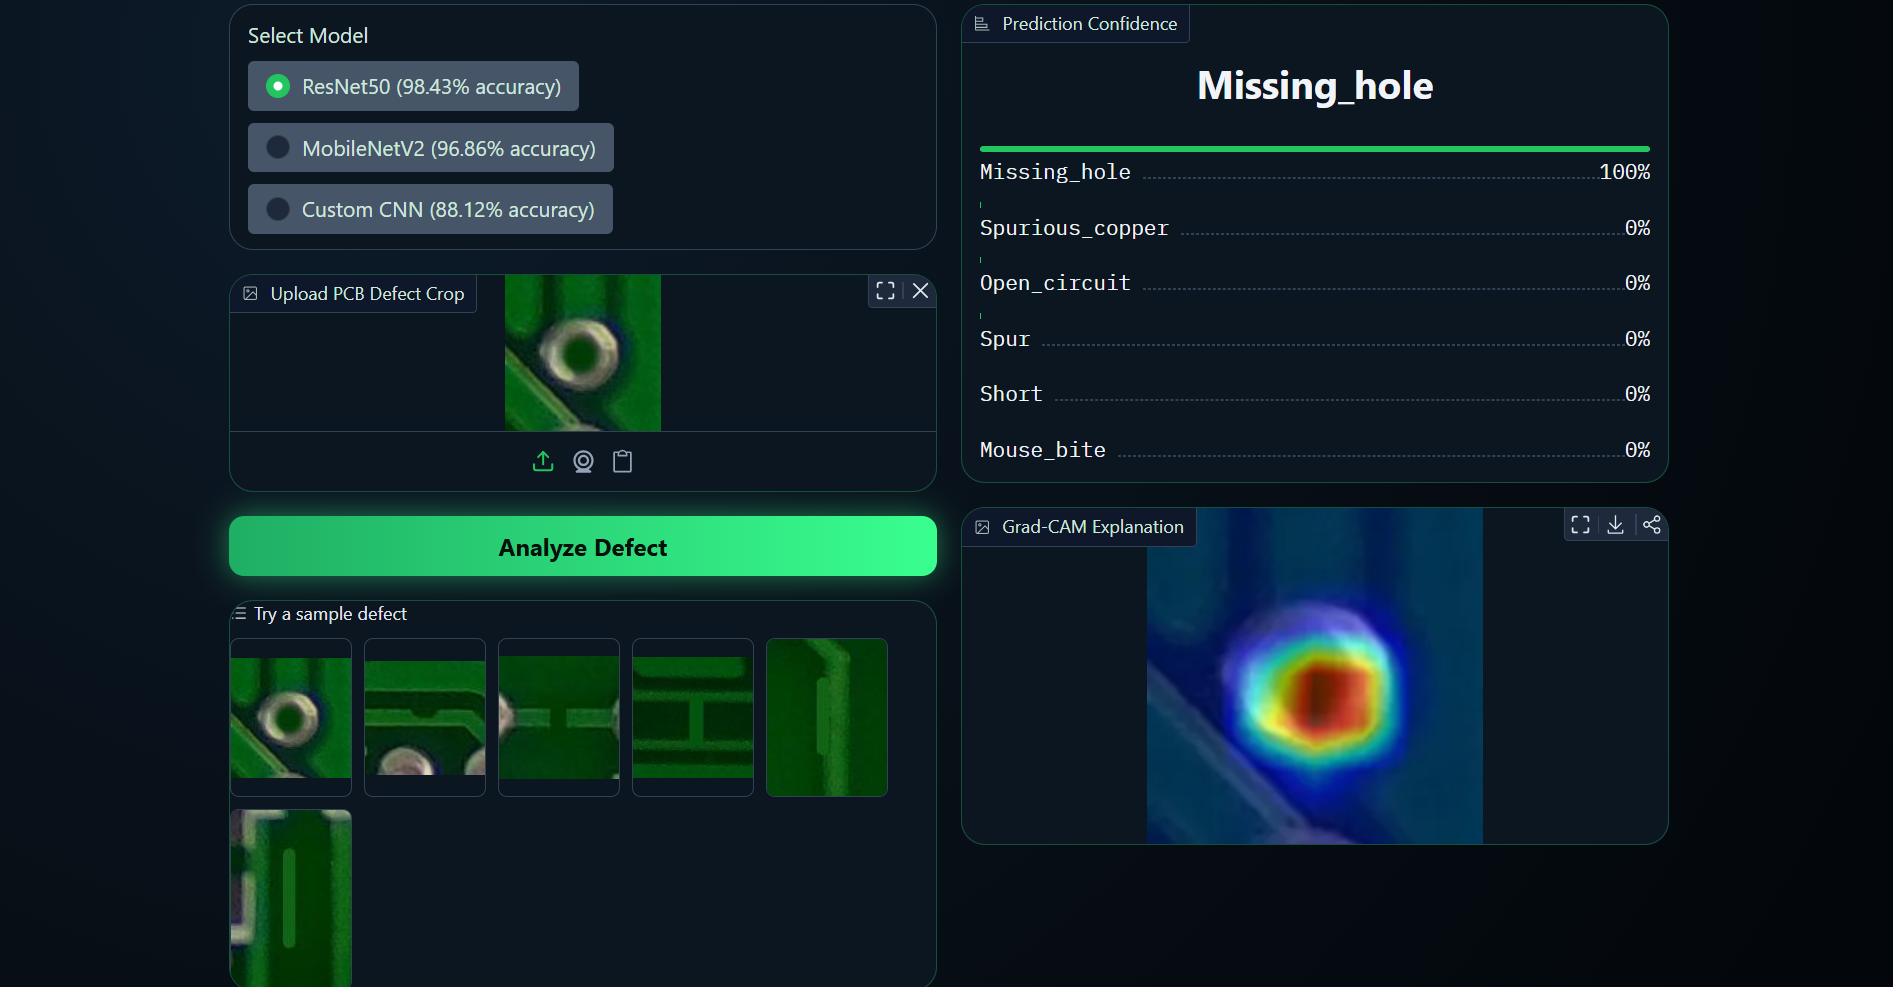 Select Model
ResNet50 (98.43% accuracy)
MobileNetV2 (96.86% accuracy)
Custom CNN (88.12% accuracy)
Upload PCB Defect Crop
Analyze Defect
Try a sample defect
Prediction Confidence
Missing_hole
Missing_hole 100%
Spurious_copper 0%
Open_circuit 0%
Spur 0%
Short 0%
Mouse_bite 0%
Grad-CAM Explanation